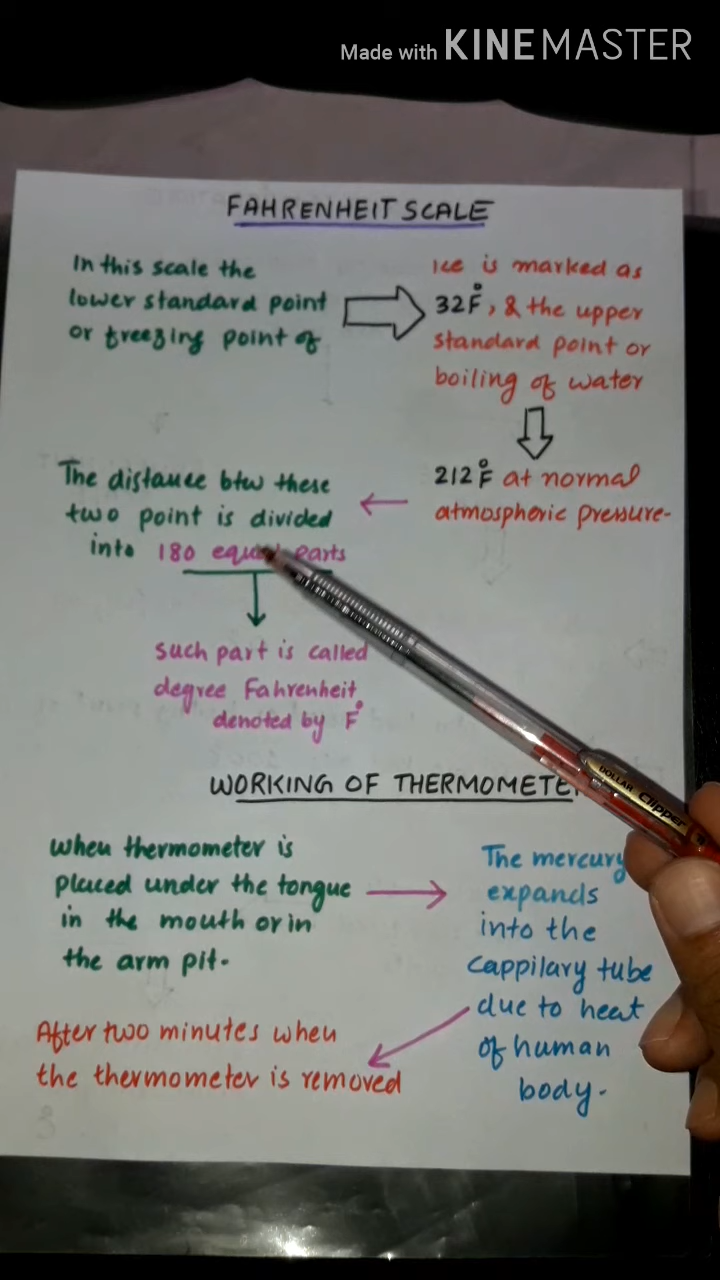 Made with KINEMASTER
FAHRENHEIT SCALE
In this scale the
lower standard point
or freezing point of
Ice is marked as
32°F, & the upper
standard point or
boiling of water
212°F at normal
atmospheric pressure-
The distance btw these
two point is divided
into 180 equal parts
such part is called
degree Fahrenheit
denoted by F°
WORKING OF THERMOMETE
When thermometer is
placed under the tongue
in the mouth or in
the arm pit.
The mercury
expands
into the
cappilary tube
due to heat
of human
body.
After two minutes when
the thermometer is removed
DOLLAR Clipper